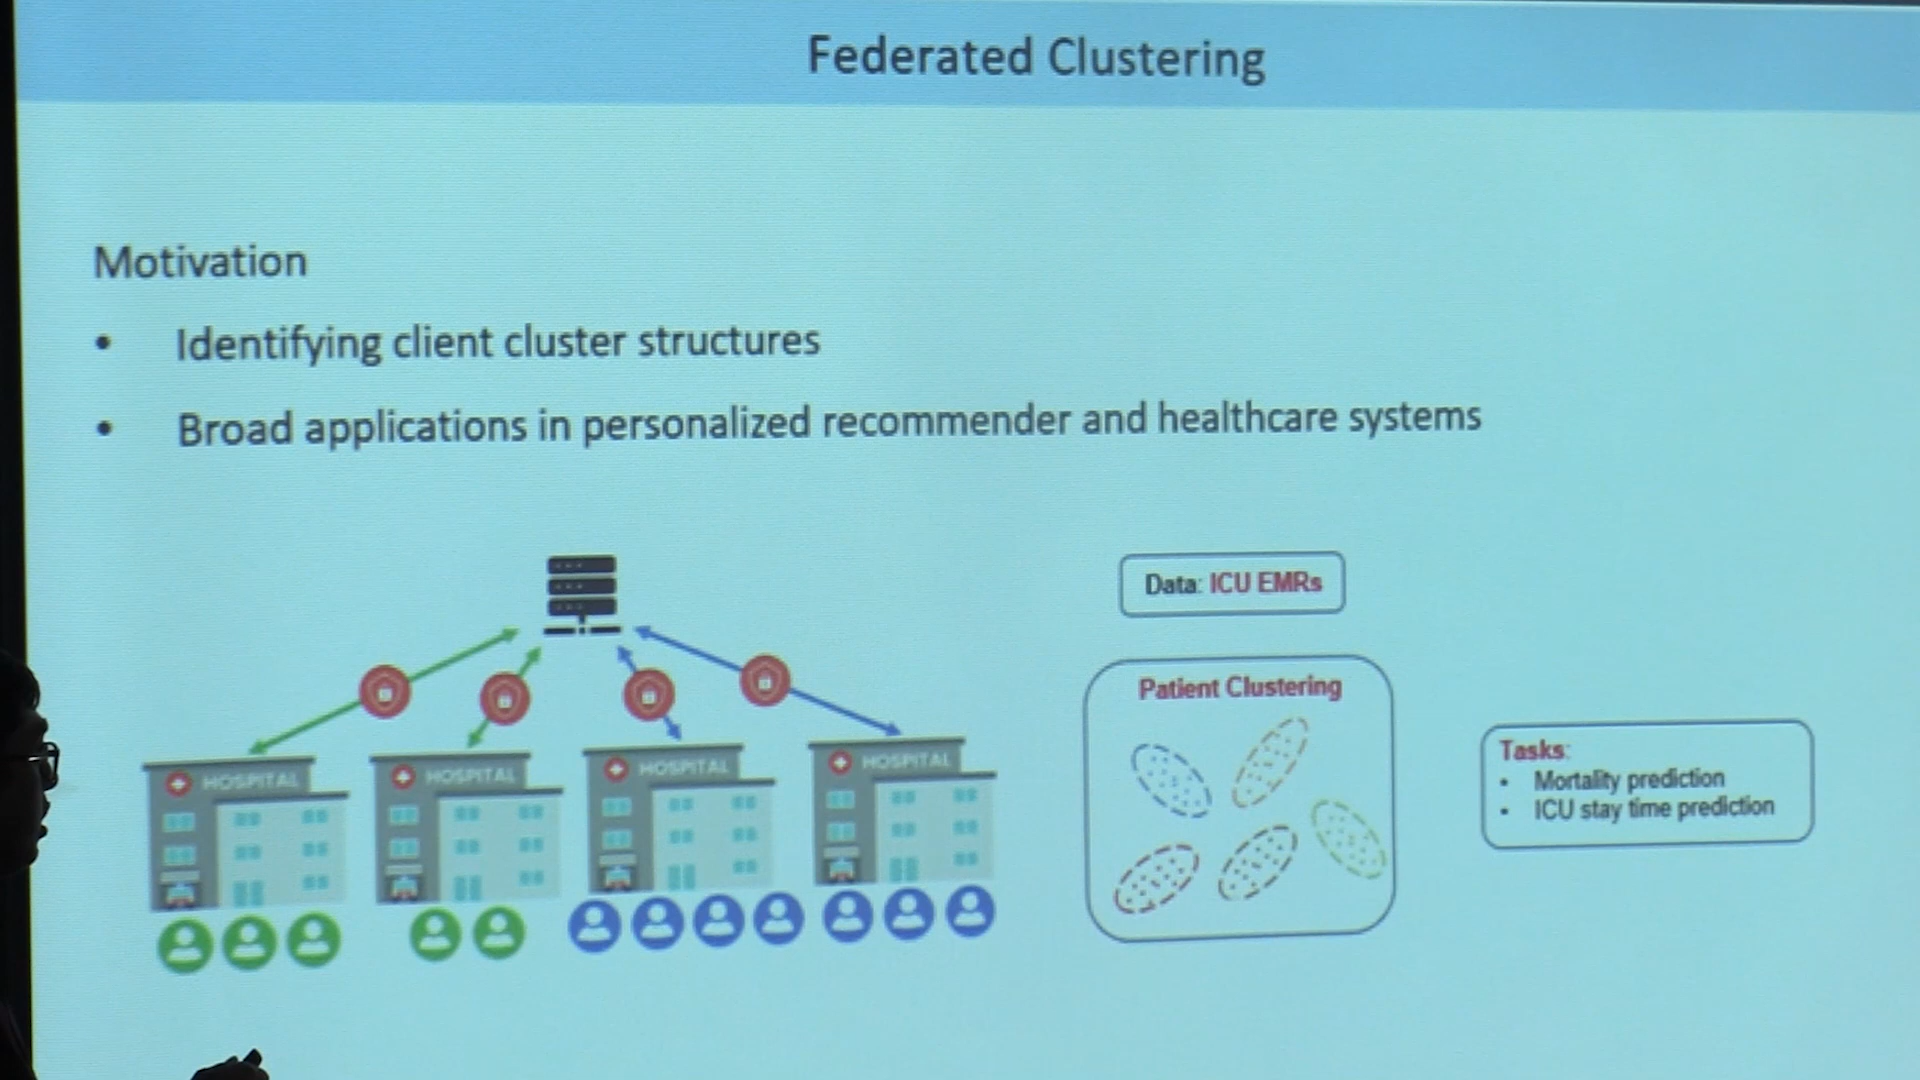 Federated Clustering
Motivation
• Identifying client cluster structures
• Broad applications in personalized recommender and healthcare systems
Data: ICU EMRs
Patient Clustering
Tasks:
• Mortality prediction
• ICU stay time prediction
HOSPITAL
HOSPITAL
HOSPITAL
HOSPITAL